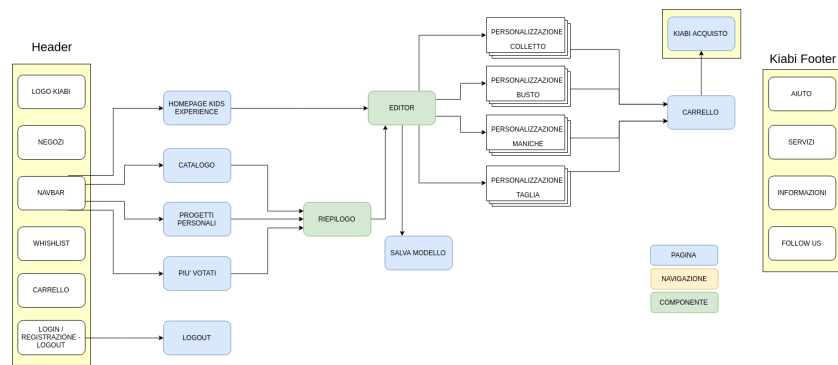 Header
LOGO KIABI
NEGOZI
NAVBAR
WHISHLIST
CARRELLO
LOGIN /
REGISTRAZIONE -
LOGOUT
HOMEPAGE KIDS
EXPERIENCE
CATALOGO
PROGETTI
PERSONALI
PIU' VOTATI
LOGOUT
RIEPILOGO
EDITOR
SALVA MODELLO
PERSONALIZZAZIONE
COLLETTO
PERSONALIZZAZIONE
BUSTO
PERSONALIZZAZIONE
MANICHE
PERSONALIZZAZIONE
TAGLIA
KIABI ACQUISTO
CARRELLO
PAGINA
NAVIGAZIONE
COMPONENTE
Kiabi Footer
AIUTO
SERVIZI
INFORMAZIONI
FOLLOW US